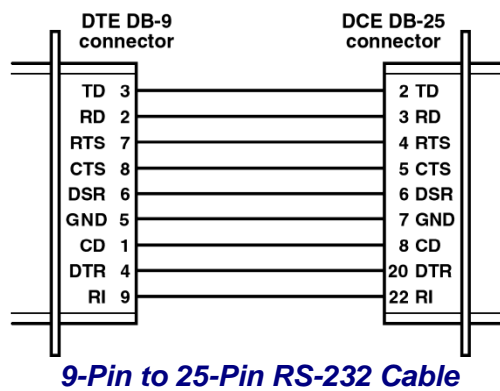 DTE DB-9 connector
DCE DB-25 connector
TD 3 2 TD
RD 2 3 RD
RTS 7 4 RTS
CTS 8 5 CTS
DSR 6 6 DSR
GND 5 7 GND
CD 1 8 CD
DTR 4 20 DTR
RI 9 22 RI
9-Pin to 25-Pin RS-232 Cable